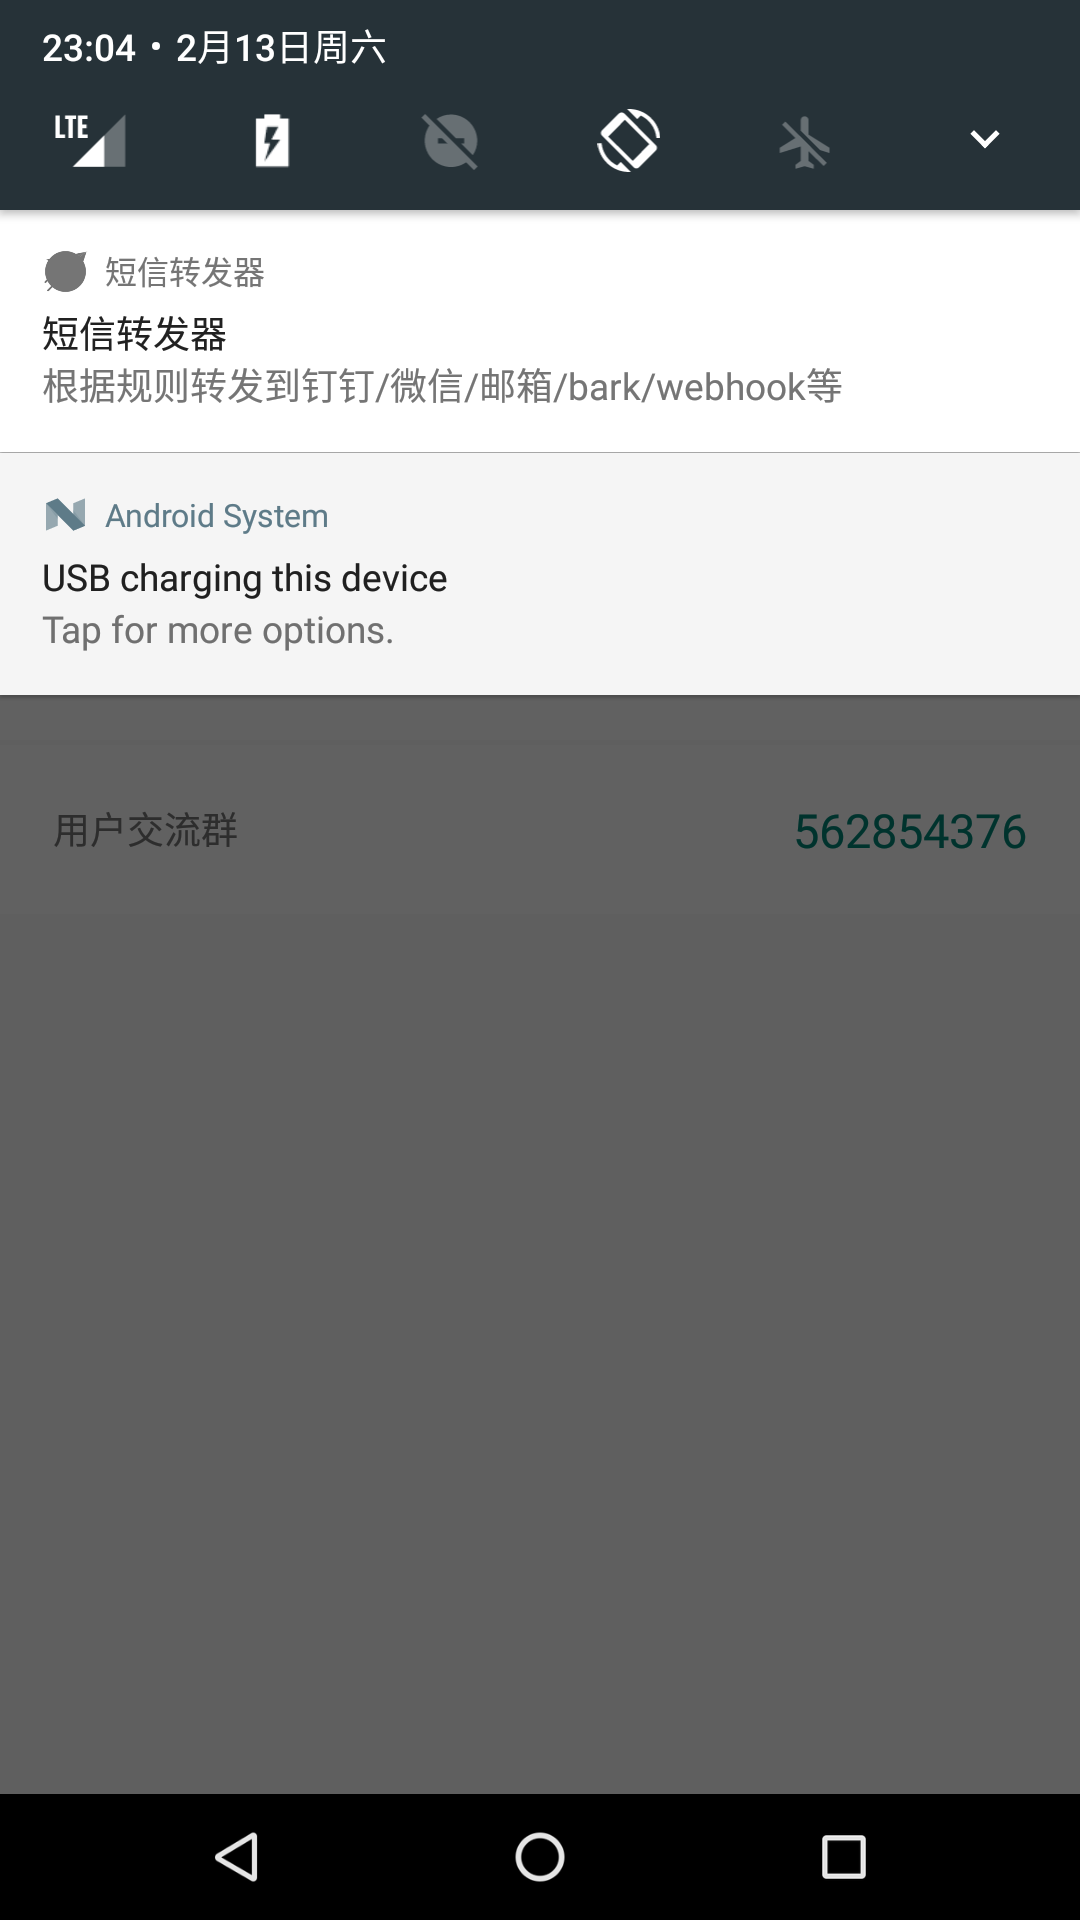 23:04 • 2月13日周六
LTE
短信转发器
短信转发器
根据规则转发到钉钉/微信/邮箱/bark/webhook等
Android System
USB charging this device
Tap for more options.
用户交流群 562854376